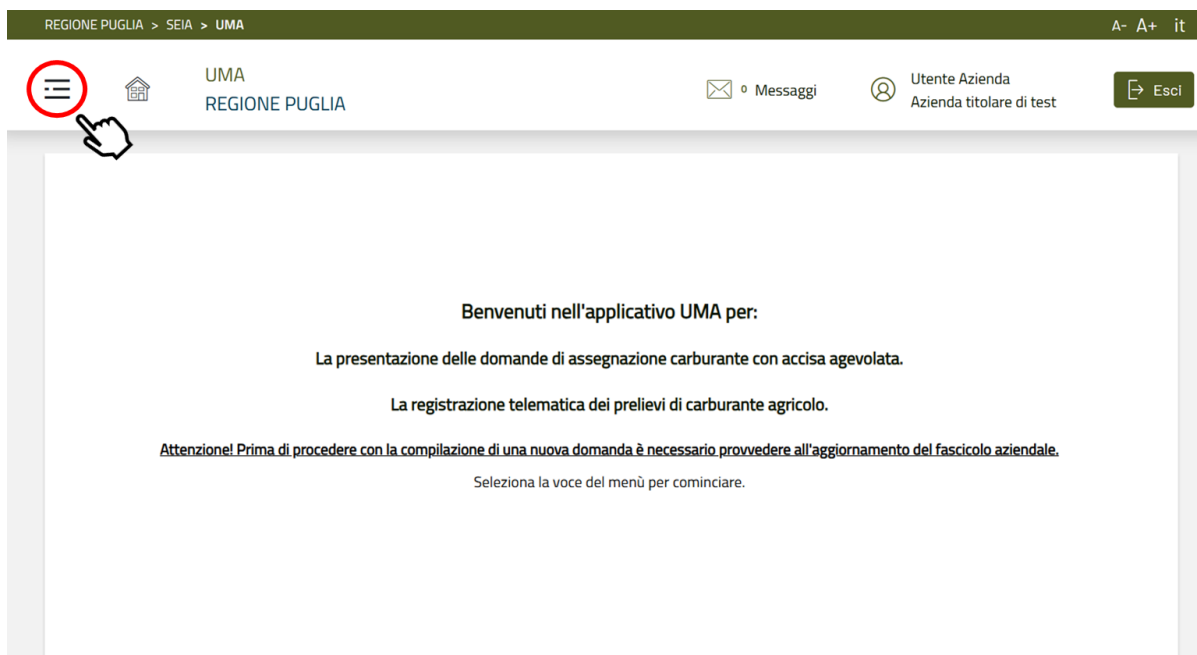 REGIONE PUGLIA > SEIA > UMA
A- A+ it
UMA
REGIONE PUGLIA
0 Messaggi
Utente Azienda
Azienda titolare di test
Esci
Benvenuti nell'applicativo UMA per:
La presentazione delle domande di assegnazione carburante con accisa agevolata.
La registrazione telematica dei prelievi di carburante agricolo.
Attenzione! Prima di procedere con la compilazione di una nuova domanda è necessario provvedere all'aggiornamento del fascicolo aziendale.
Seleziona la voce del menù per cominciare.